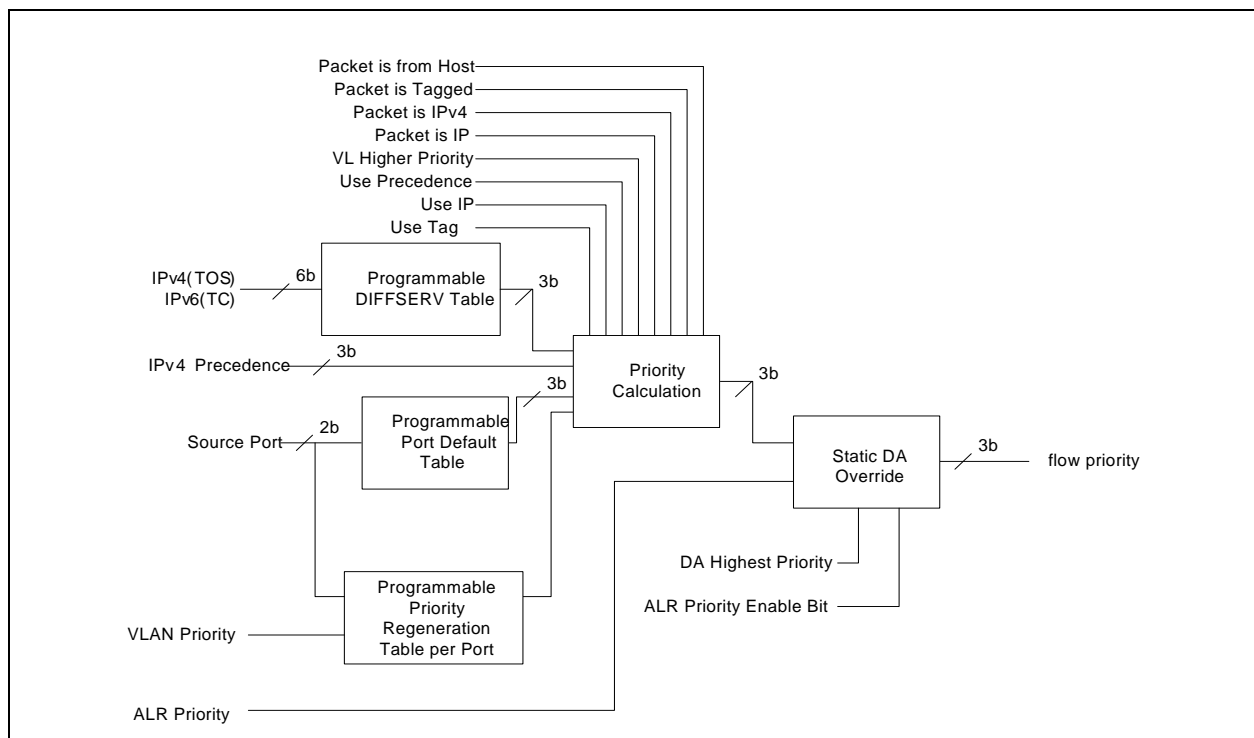 Packet is from Host
Packet is Tagged
Packet is IPv4
Packet is IP
VL Higher Priority
Use Precedence
Use IP
Use Tag
IPv4(TOS)
IPv6(TC)
6b
Programmable
DIFFSERV Table
3b
IPv4 Precedence
3b
Priority
Calculation
3b
3b
Source Port
2b
Programmable
Port Default
Table
Static DA
Override
3b
flow priority
DA Highest Priority
ALR Priority Enable Bit
Programmable
Priority
Regeneration
Table per Port
VLAN Priority
ALR Priority